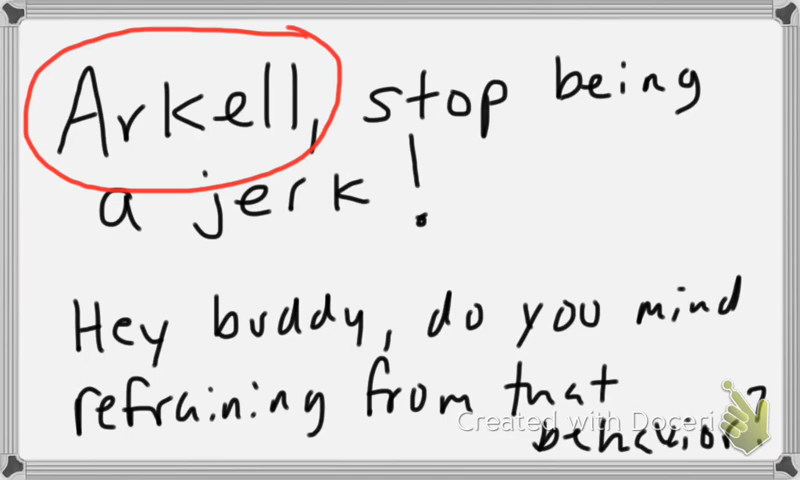 Arkell, stop being
a jerk!
Hey buddy, do you mind
refraining from that
Created with Doceri
behavior?